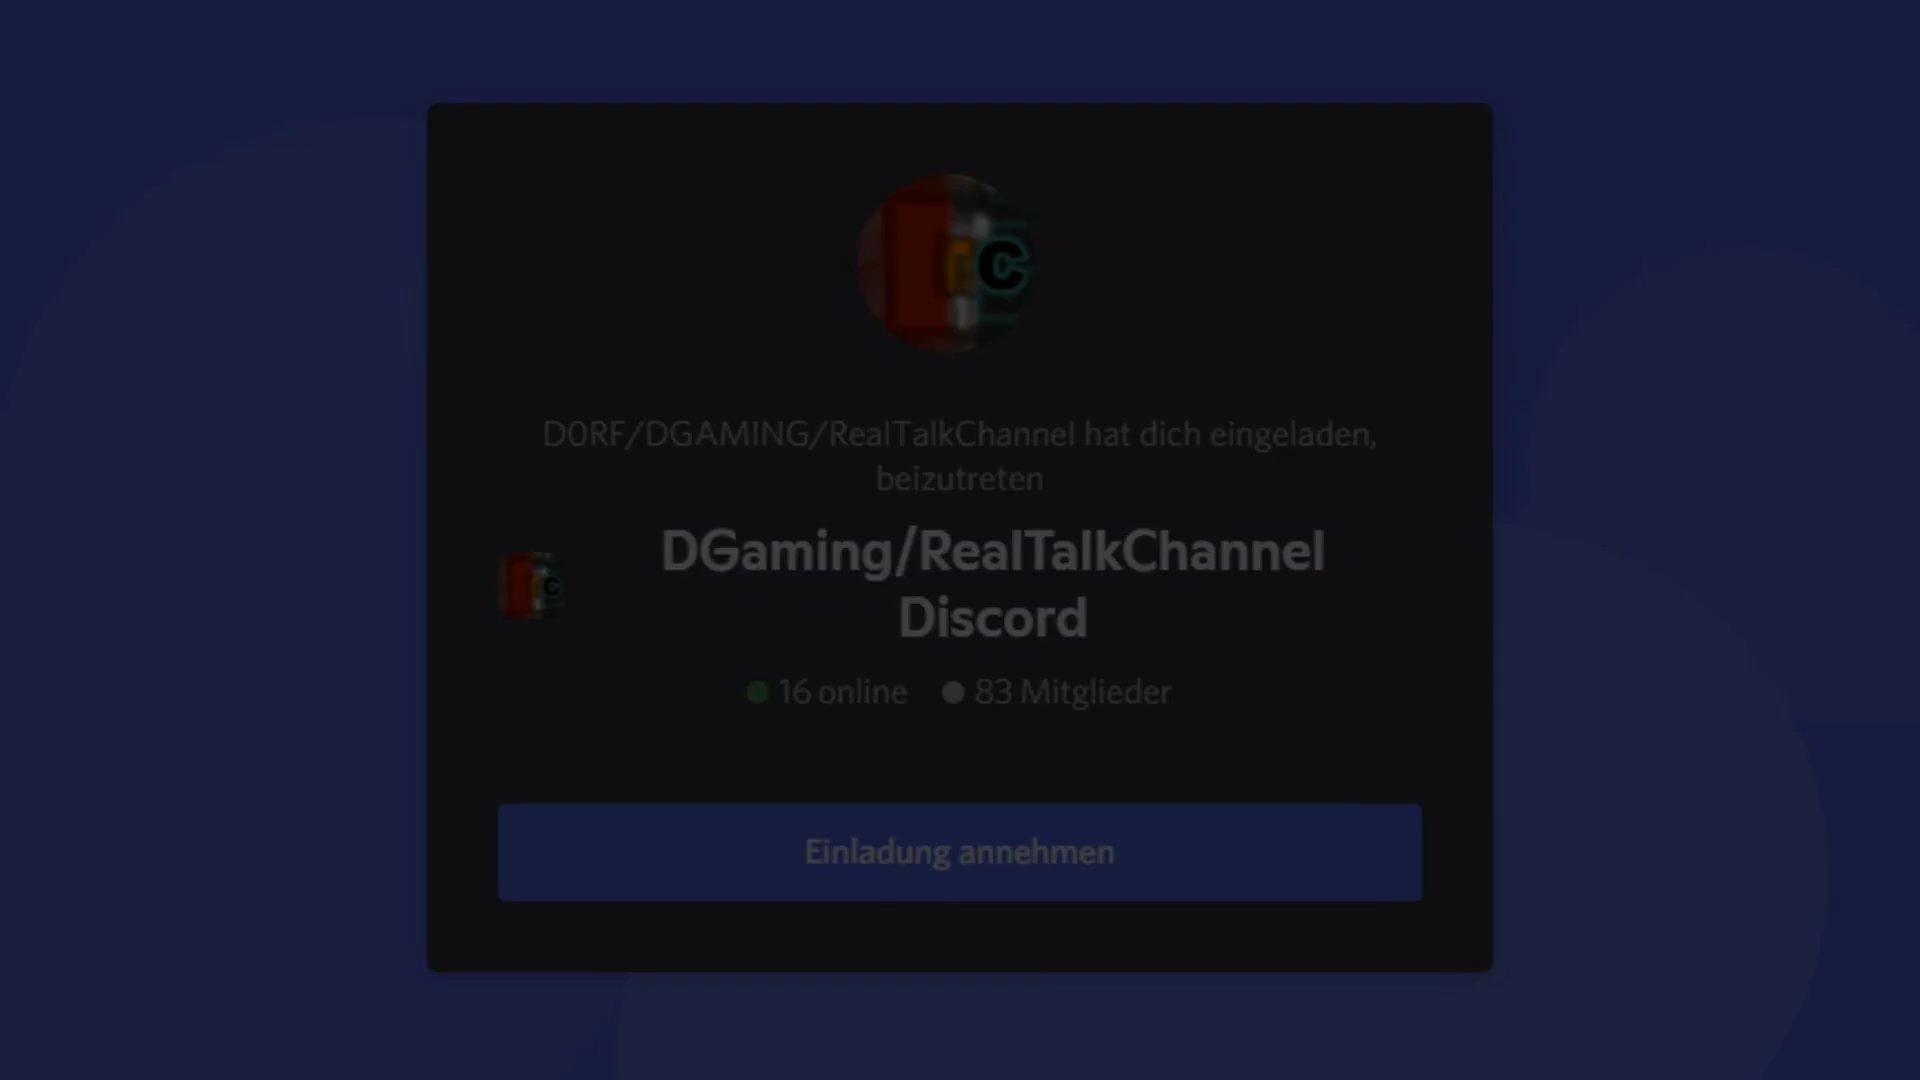 C
D0RF/DGAMING/RealTalkChannel hat dich eingeladen,
beizutreten
DGaming/RealTalkChannel
Discord
C
16 online 83 Mitglieder
Einladung annehmen